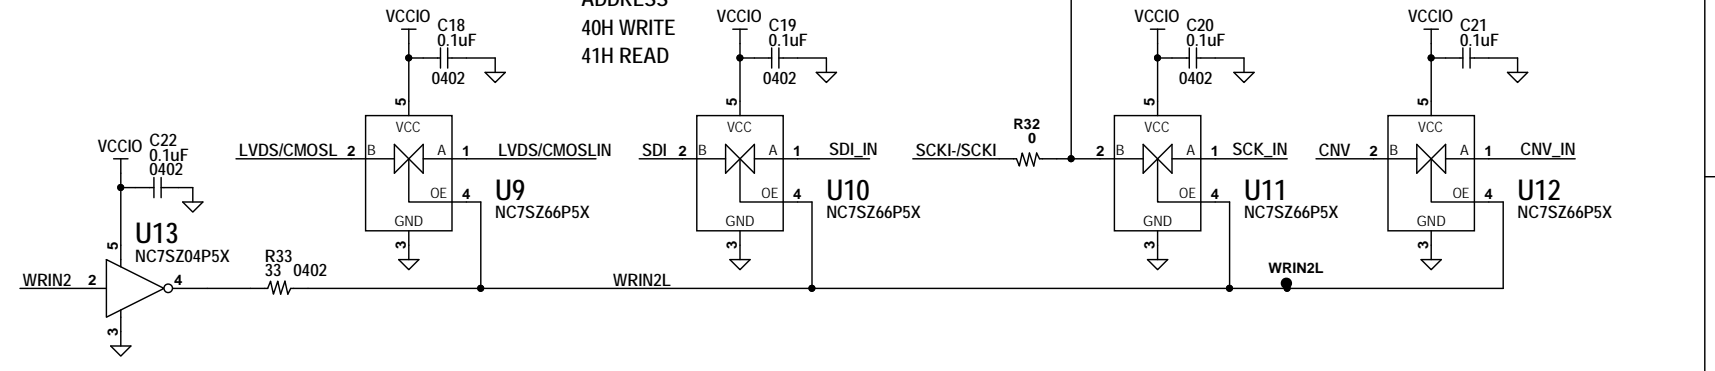 ADDRESS
40H WRITE
41H READ
VCCIO
C18
0.1uF
0402
VCCIO
C19
0.1uF
0402
VCCIO
C20
0.1uF
0402
VCCIO
C21
0.1uF
0402
VCCIO
C22
0.1uF
0402
LVDS/CMOSL 2 B
5
VCC
A 1 LVDS/CMOSLIN
OE 4
GND
3
U9
NC7SZ66P5X
SDI 2 B
5
VCC
A 1 SDI_IN
OE 4
GND
3
U10
NC7SZ66P5X
SCKI-/SCKI
R32
0
2 B
5
VCC
A 1 SCK_IN
OE 4
GND
3
U11
NC7SZ66P5X
CNV 2 B
5
VCC
A 1 CNV_IN
OE 4
GND
3
U12
NC7SZ66P5X
U13
NC7SZ04P5X
5
WRIN2 2
4
3
R33
33 0402
WRIN2L
WRIN2L